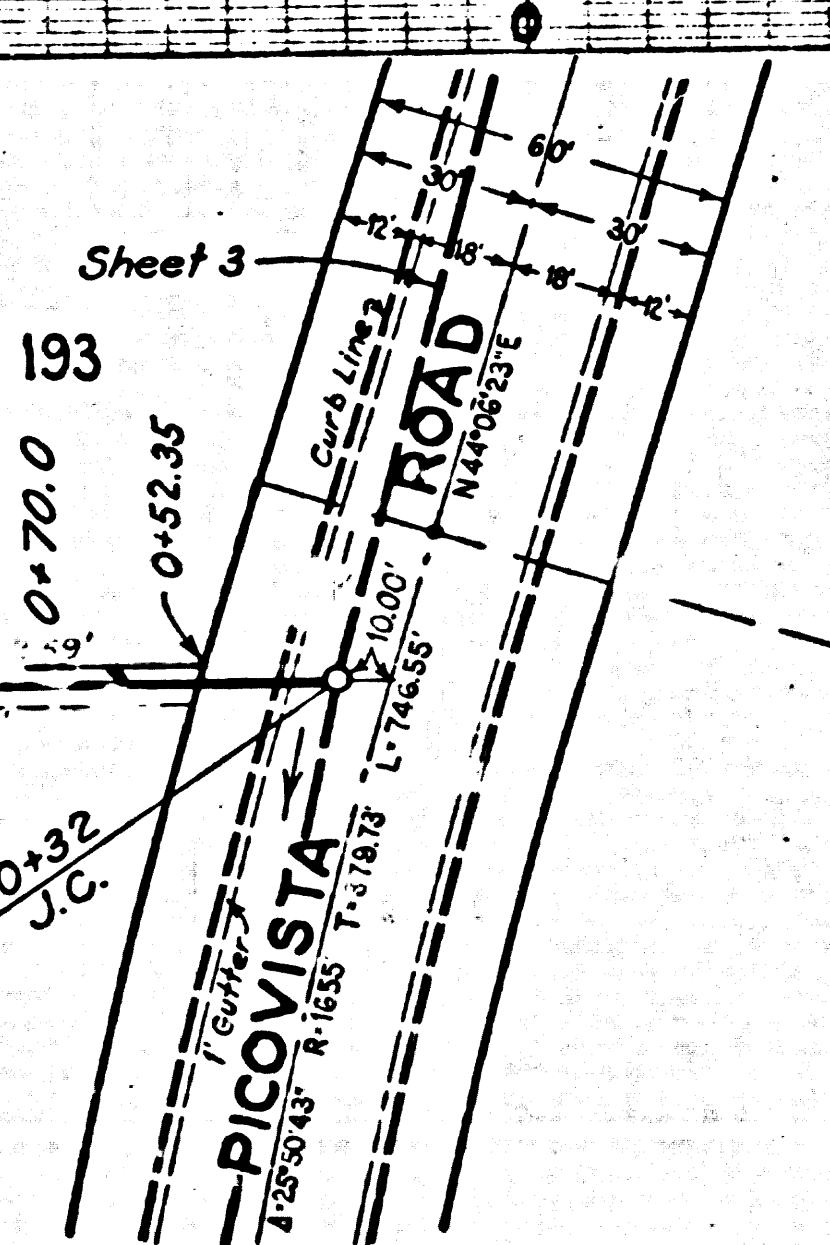 0
60'
30'
30'
12'
18'
18'
12'
Sheet 3
193
Curb Line
ROAD
N44°06'23"E
0+70.0
0+52.35
10.00'
L=746.55'
0+32
J.C.
1' Gutter
PICOVISTA
Δ=25°50'43" R=1655' T=379.73'